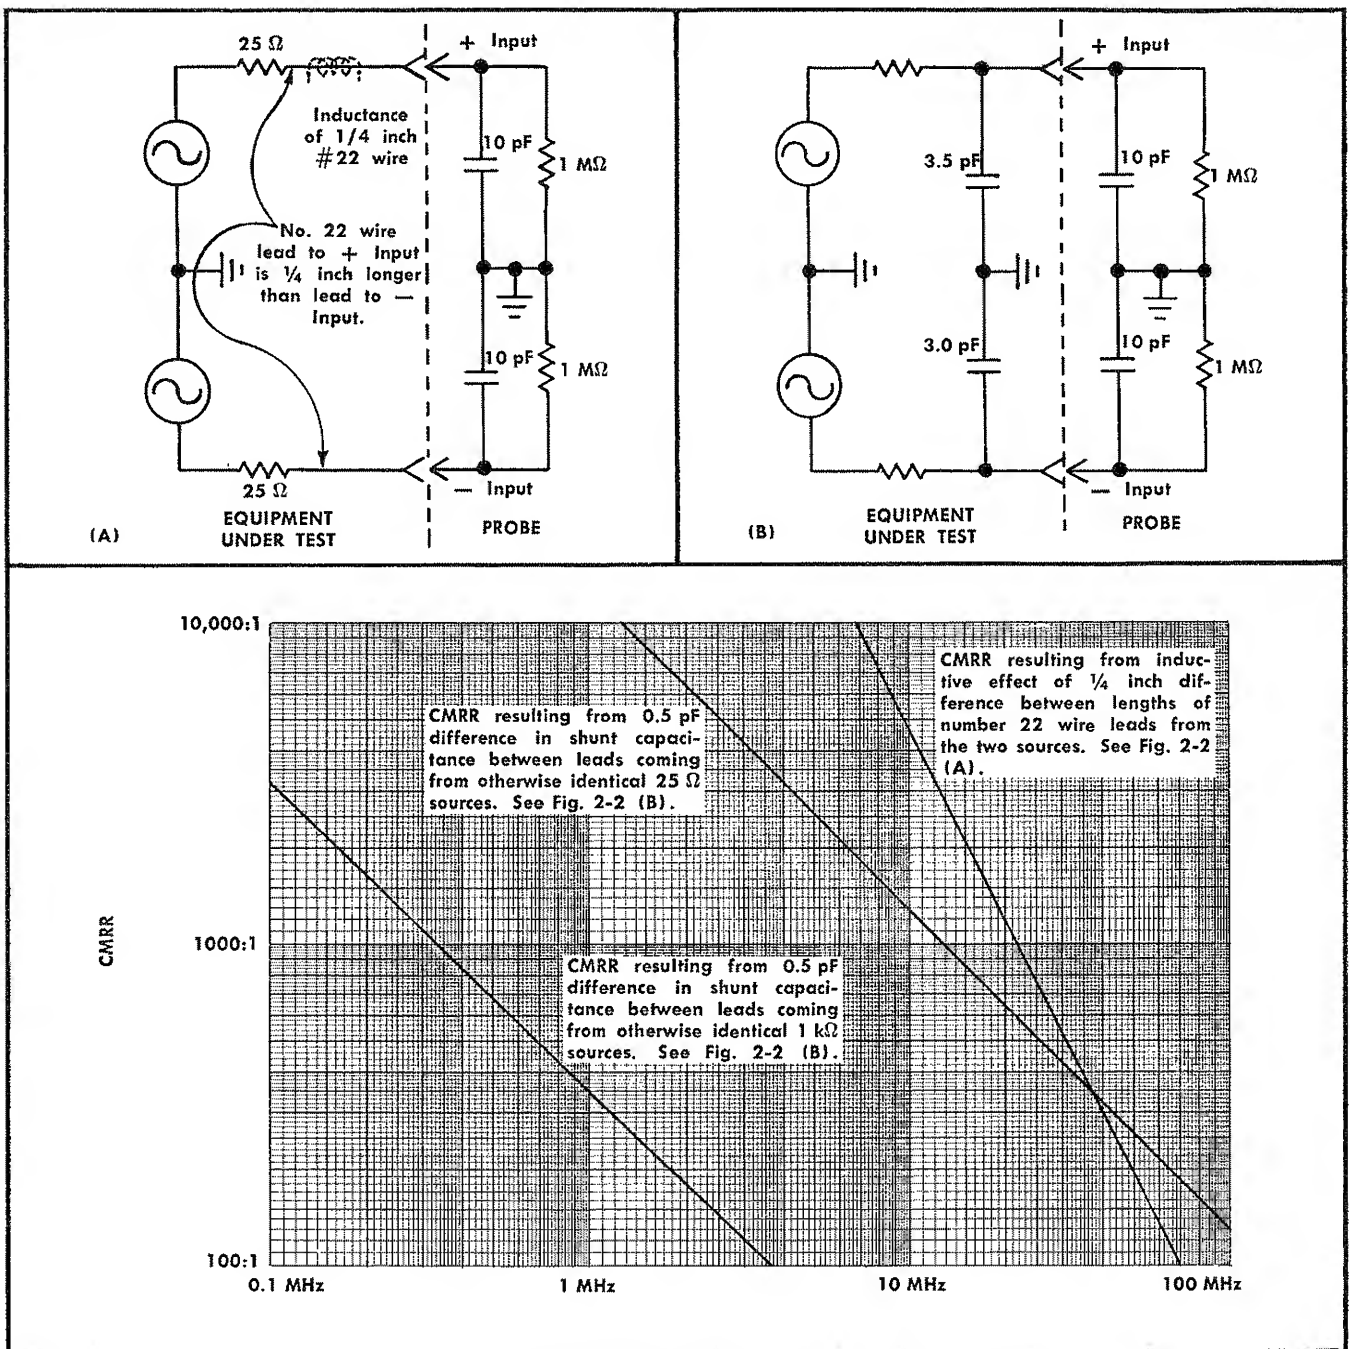 25 Ω
+ Input
Inductance
of 1/4 inch
#22 wire
10 pF
1 MΩ
No. 22 wire
lead to + Input
is 1/4 inch longer
than lead to —
Input.
10 pF
1 MΩ
25 Ω
— Input
EQUIPMENT
UNDER TEST
PROBE
(A)
+ Input
3.5 pF
10 pF
1 MΩ
3.0 pF
10 pF
1 MΩ
— Input
EQUIPMENT
UNDER TEST
PROBE
(B)
10,000:1
CMRR resulting from induc-
tive effect of 1/4 inch dif-
ference between lengths of
number 22 wire leads from
the two sources. See Fig. 2-2
(A).
CMRR resulting from 0.5 pF
difference in shunt capaci-
tance between leads coming
from otherwise identical 25 Ω
sources. See Fig. 2-2 (B).
CMRR
1000:1
CMRR resulting from 0.5 pF
difference in shunt capaci-
tance between leads coming
from otherwise identical 1 kΩ
sources. See Fig. 2-2 (B).
100:1
0.1 MHz
1 MHz
10 MHz
100 MHz